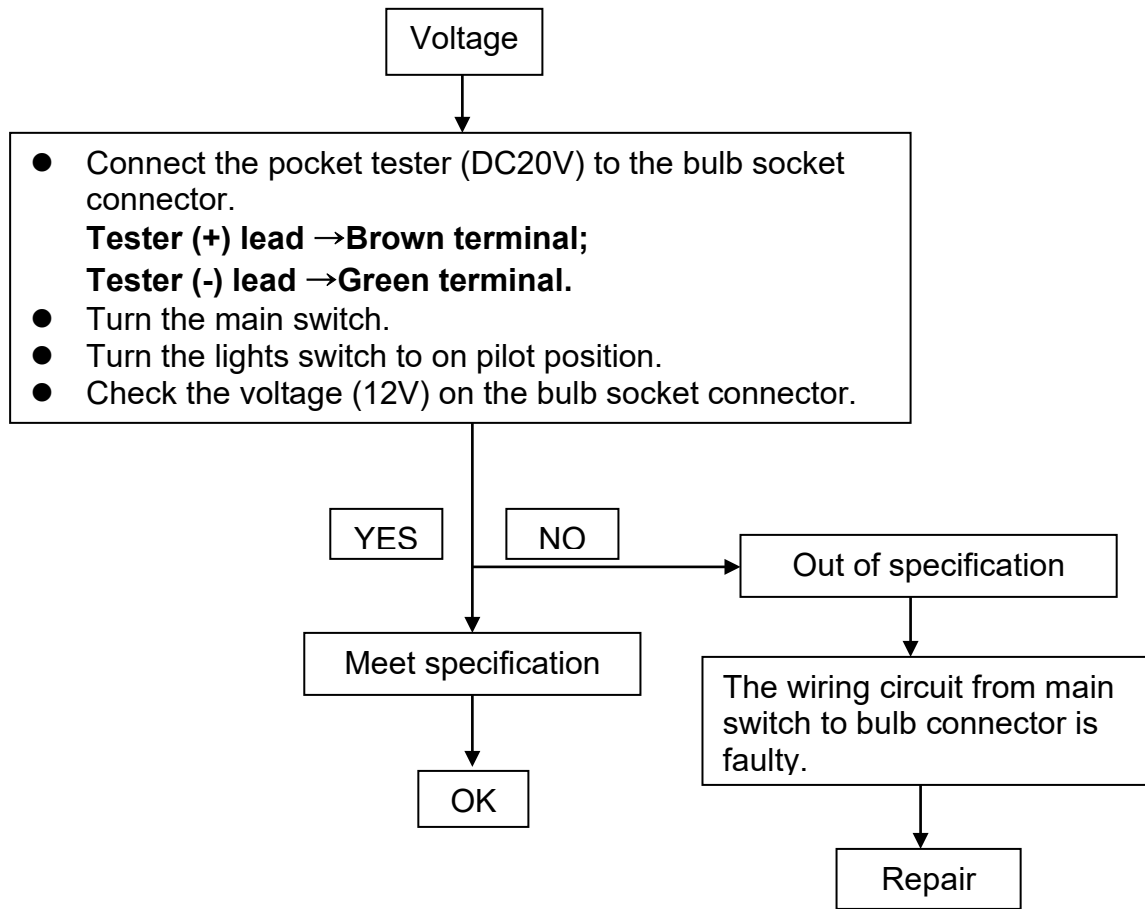 Voltage
● Connect the pocket tester (DC20V) to the bulb socket
connector.
Tester (+) lead →Brown terminal;
Tester (-) lead →Green terminal.
● Turn the main switch.
● Turn the lights switch to on pilot position.
● Check the voltage (12V) on the bulb socket connector.
YES
NO
Out of specification
Meet specification
The wiring circuit from main
switch to bulb connector is
faulty.
OK
Repair